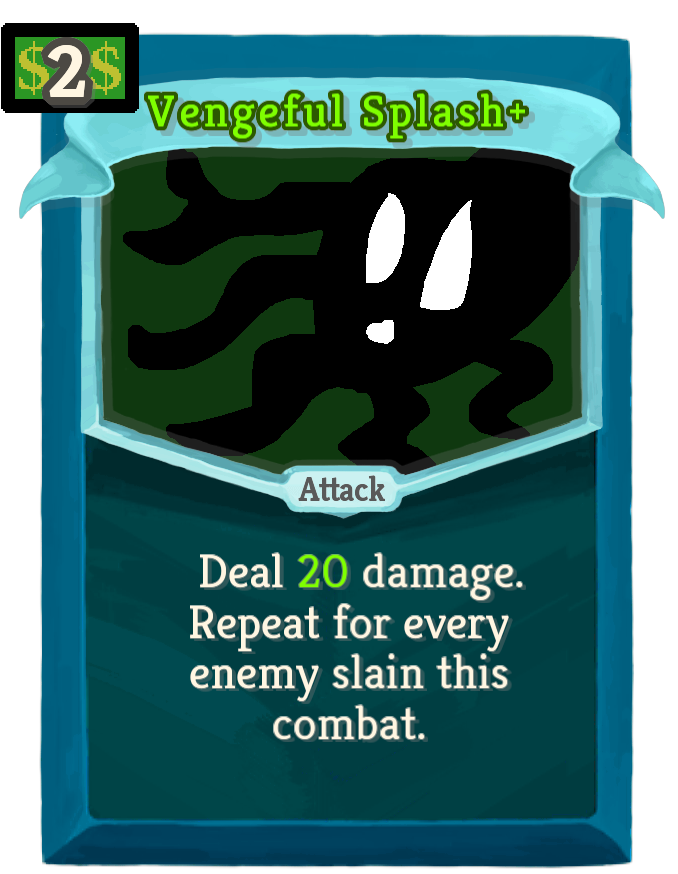 $2$
Vengeful Splash+
Attack
Deal 20 damage.
Repeat for every
enemy slain this
combat.